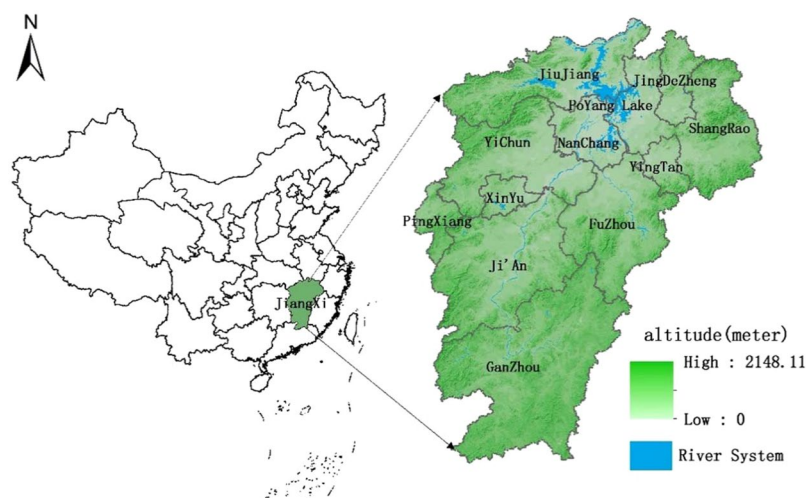 N
JiangXi
JiuJiang
JingDeZheng
PoYang Lake
ShangRao
YiChun
NanChang
YingTan
XinYu
PingXiang
FuZhou
Ji'An
GanZhou
altitude(meter)
High : 2148.11
Low : 0
River System